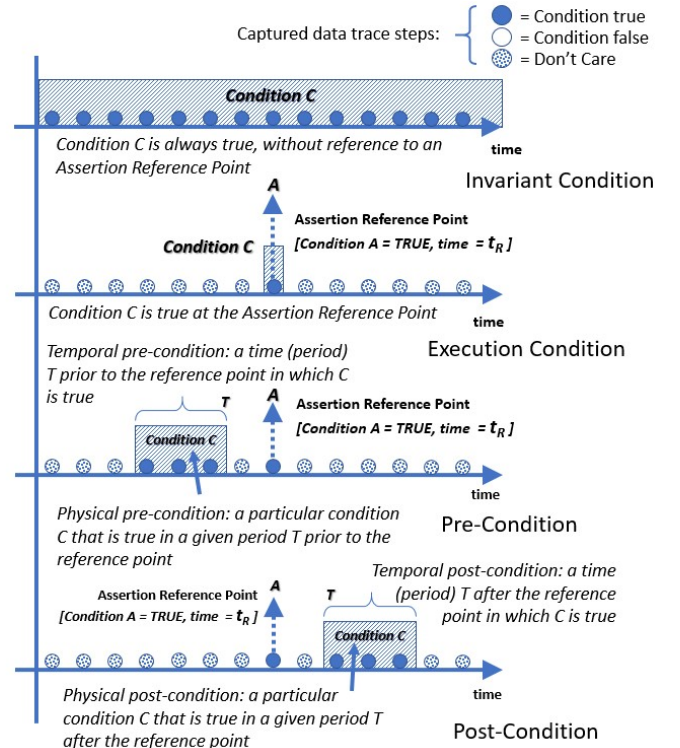 Captured data trace steps:
= Condition true
= Condition false
= Don't Care
Condition C
Condition C is always true, without reference to an
Assertion Reference Point
time
Invariant Condition
A
Assertion Reference Point
[Condition A = TRUE, time = tR ]
Condition C
Condition C is true at the Assertion Reference Point
time
Execution Condition
Temporal pre-condition: a time (period)
T prior to the reference point in which C
is true
T
A
Assertion Reference Point
[Condition A = TRUE, time = tR ]
Condition C
time
Physical pre-condition: a particular condition
C that is true in a given period T prior to the
reference point
Pre-Condition
Temporal post-condition: a time
(period) T after the reference
point in which C is true
Assertion Reference Point
[Condition A = TRUE, time = tR ]
A
T
Condition C
time
Physical post-condition: a particular
condition C that is true in a given period T
after the reference point
Post-Condition